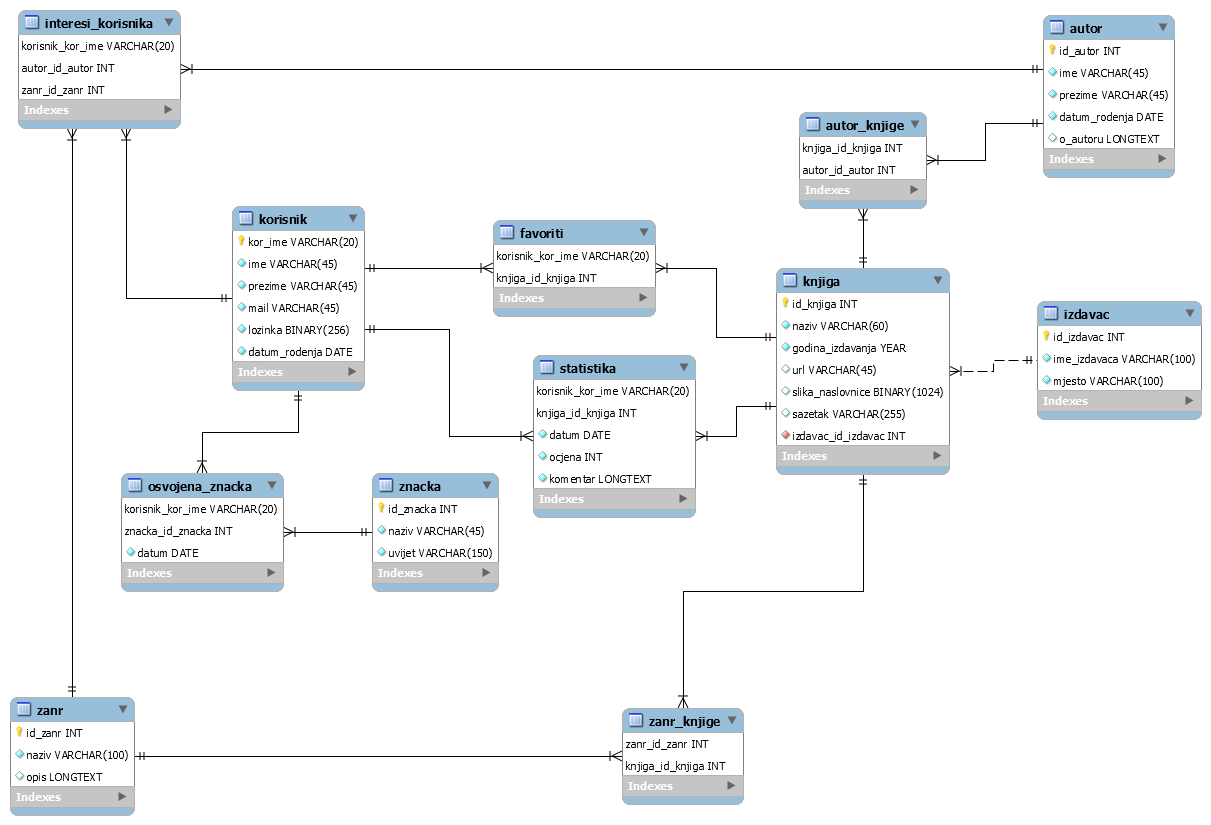 interesi_korisnika
korisnik_kor_ime VARCHAR(20)
autor_id_autor INT
zanr_id_zanr INT
Indexes
autor
id_autor INT
ime VARCHAR(45)
prezime VARCHAR(45)
datum_rodenja DATE
o_autoru LONGTEXT
Indexes
autor_knjige
knjiga_id_knjiga INT
autor_id_autor INT
Indexes
korisnik
kor_ime VARCHAR(20)
ime VARCHAR(45)
prezime VARCHAR(45)
mail VARCHAR(45)
lozinka BINARY(256)
datum_rodenja DATE
Indexes
favoriti
korisnik_kor_ime VARCHAR(20)
knjiga_id_knjiga INT
Indexes
knjiga
id_knjiga INT
naziv VARCHAR(60)
godina_izdavanja YEAR
url VARCHAR(45)
slika_naslovnice BINARY(1024)
sazetak VARCHAR(255)
izdavac_id_izdavac INT
Indexes
izdavac
id_izdavac INT
ime_izdavaca VARCHAR(100)
mjesto VARCHAR(100)
Indexes
statistika
korisnik_kor_ime VARCHAR(20)
knjiga_id_knjiga INT
datum DATE
ocjena INT
komentar LONGTEXT
Indexes
osvojena_znacka
korisnik_kor_ime VARCHAR(20)
znacka_id_znacka INT
datum DATE
Indexes
znacka
id_znacka INT
naziv VARCHAR(45)
uvijet VARCHAR(150)
Indexes
zanr
id_zanr INT
naziv VARCHAR(100)
opis LONGTEXT
Indexes
zanr_knjige
zanr_id_zanr INT
knjiga_id_knjiga INT
Indexes